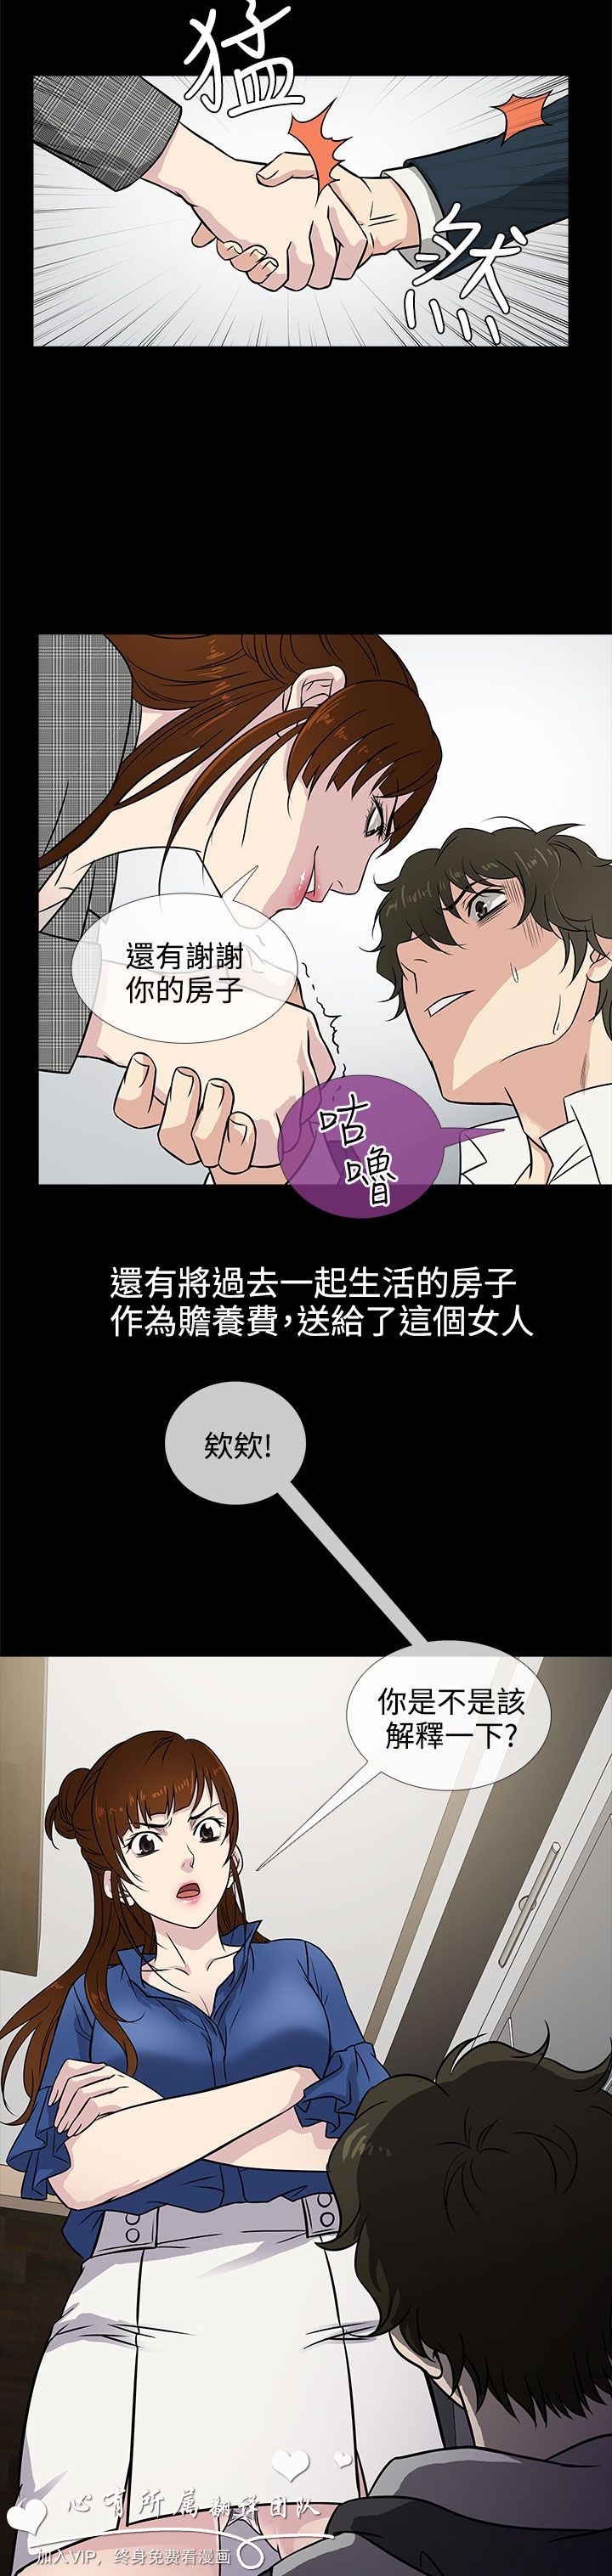 猛
然
還有謝謝
你的房子
咕
嚕
還有將過去一起生活的房子
作為贍養費,送給了這個女人
欸欸!
你是不是該
解釋一下?
心有所属翻译团队
加入VIP，终身免费看漫画